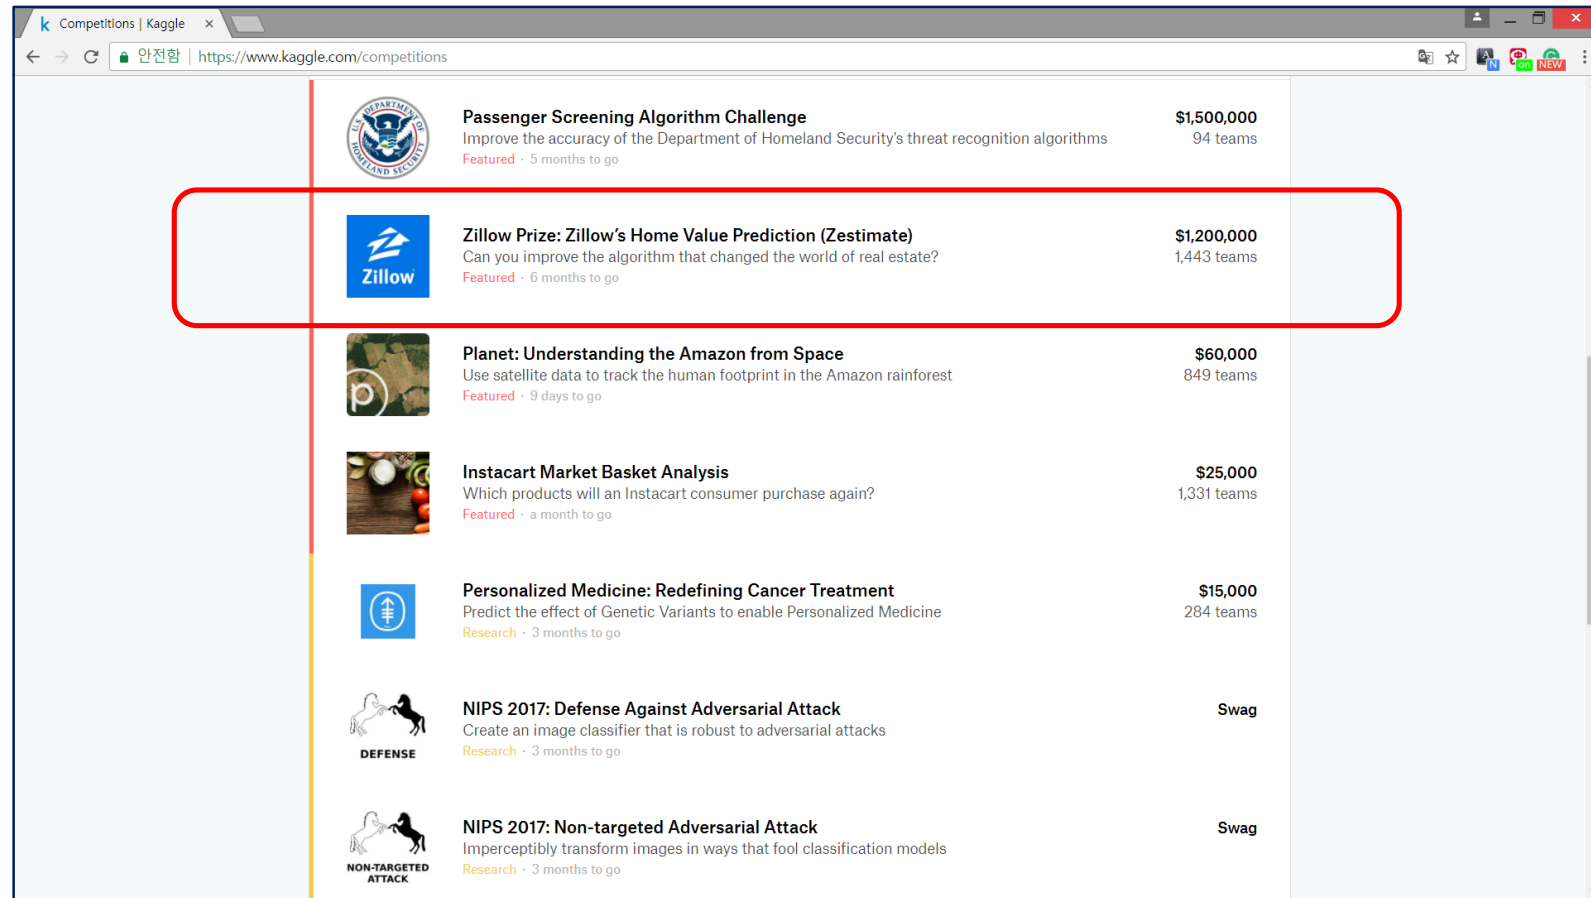 k Competitions | Kaggle
안전함 | https://www.kaggle.com/competitions
N on NEW
U.S. DEPARTMENT OF HOMELAND SECURITY
Passenger Screening Algorithm Challenge $1,500,000
Improve the accuracy of the Department of Homeland Security's threat recognition algorithms 94 teams
Featured · 5 months to go
Zillow
Zillow Prize: Zillow’s Home Value Prediction (Zestimate) $1,200,000
Can you improve the algorithm that changed the world of real estate? 1,443 teams
Featured · 6 months to go
p
Planet: Understanding the Amazon from Space $60,000
Use satellite data to track the human footprint in the Amazon rainforest 849 teams
Featured · 9 days to go
Instacart Market Basket Analysis $25,000
Which products will an Instacart consumer purchase again? 1,331 teams
Featured · a month to go
Personalized Medicine: Redefining Cancer Treatment $15,000
Predict the effect of Genetic Variants to enable Personalized Medicine 284 teams
Research · 3 months to go
DEFENSE
NIPS 2017: Defense Against Adversarial Attack Swag
Create an image classifier that is robust to adversarial attacks
Research · 3 months to go
NON-TARGETED
ATTACK
NIPS 2017: Non-targeted Adversarial Attack Swag
Imperceptibly transform images in ways that fool classification models
Research · 3 months to go